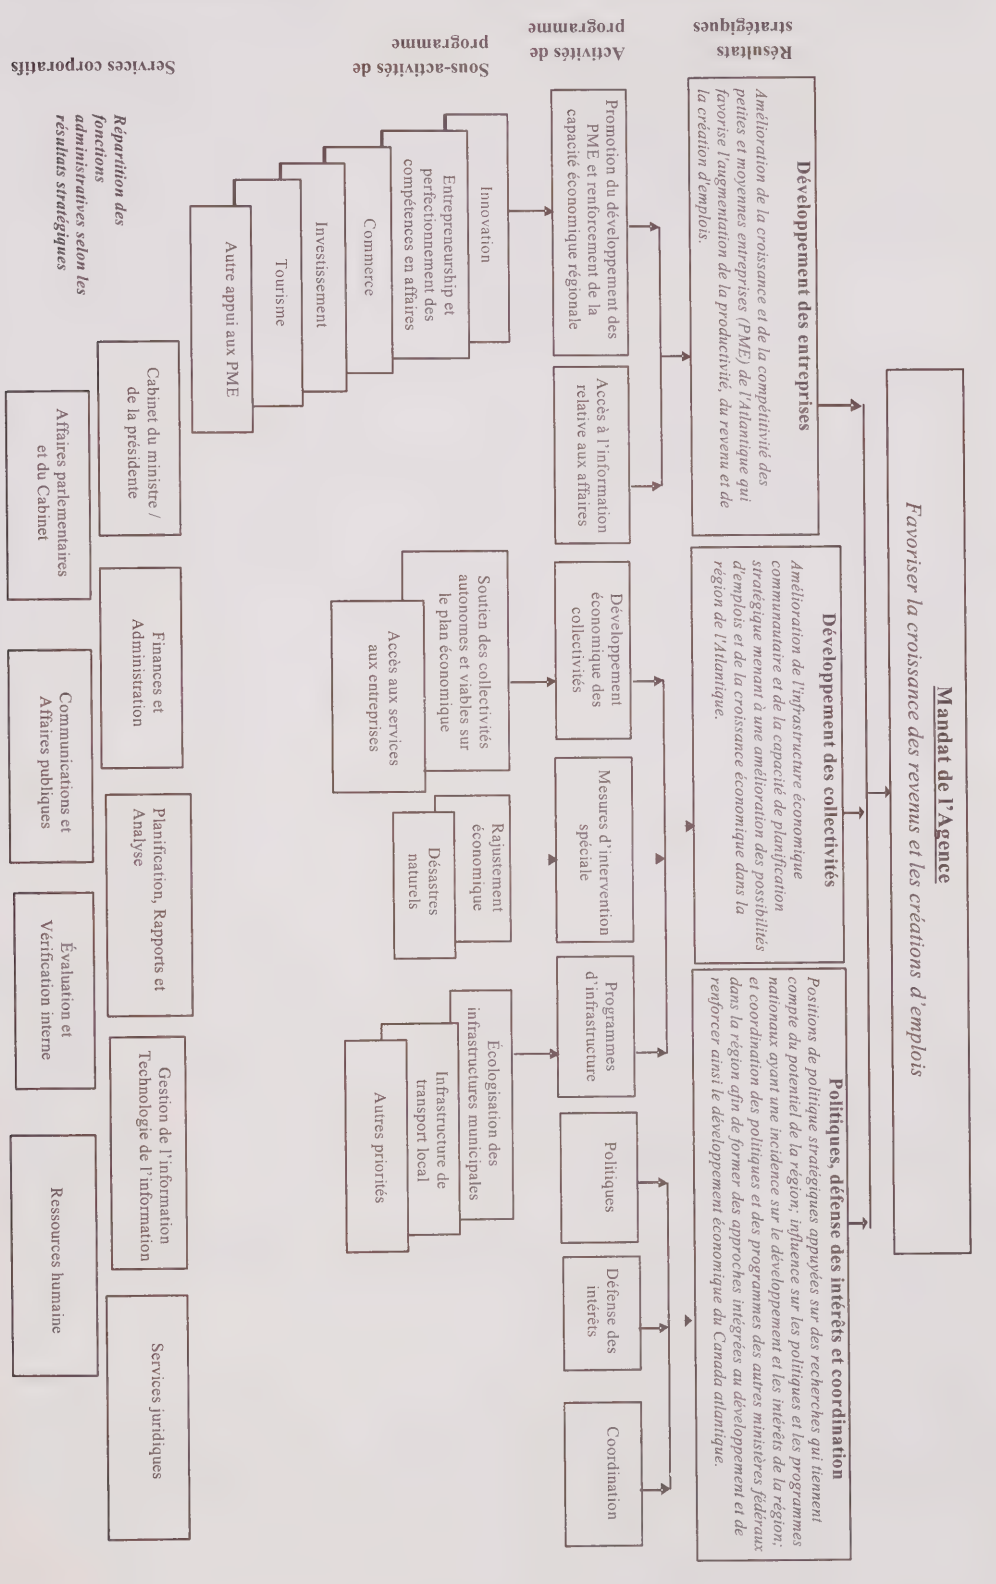 Mandat de l'Agence
Favoriser la croissance des revenus et les créations d'emplois
Résultats
stratégiques
Développement des entreprises
Amélioration de la croissance et de la compétitivité des
petites et moyennes entreprises (PME) de l'Atlantique qui
favorise l'augmentation de la productivité, du revenu et de
la création d'emplois.
Développement des collectivités
Amélioration de l'infrastructure économique
communautaire et de la capacité de planification
stratégique menant à une amélioration des possibilités
d'emplois et de la croissance économique dans la
région de l'Atlantique.
Politiques, défense des intérêts et coordination
Positions de politique stratégiques appuyées sur des recherches qui tiennent
compte du potentiel de la région; influence sur les politiques et les programmes
nationaux ayant une incidence sur le développement et les intérêts de la région;
et coordination des politiques et des programmes des autres ministères fédéraux
dans la région afin de former des approches intégrées au développement et de
renforcer ainsi le développement économique du Canada atlantique.
Activités de
programme
Promotion du développement des
PME et renforcement de la
capacité économique régionale
Accès à l'information
relative aux affaires
Développement
économique des
collectivités
Mesures d'intervention
spéciale
Programmes
d'infrastructure
Politiques
Défense des
intérêts
Coordination
Sous-activités de
programme
Innovation
Entrepreneurship et
perfectionnement des
compétences en affaires
Commerce
Investissement
Tourisme
Autre appui aux PME
Soutien des collectivités
autonomes et viables sur
le plan économique
Accès aux services
aux entreprises
Rajustement
économique
Désastres
naturels
Écologisation des
infrastructures municipales
Infrastructure de
transport local
Autres priorités
Services corporatifs
Répartition des
fonctions
administratives selon les
résultats stratégiques
Cabinet du ministre /
de la présidente
Finances et
Administration
Planification, Rapports et
Analyse
Gestion de l'information
Technologie de l'information
Services juridiques
Affaires parlementaires
et du Cabinet
Communications et
Affaires publiques
Évaluation et
Vérification interne
Ressources humaine